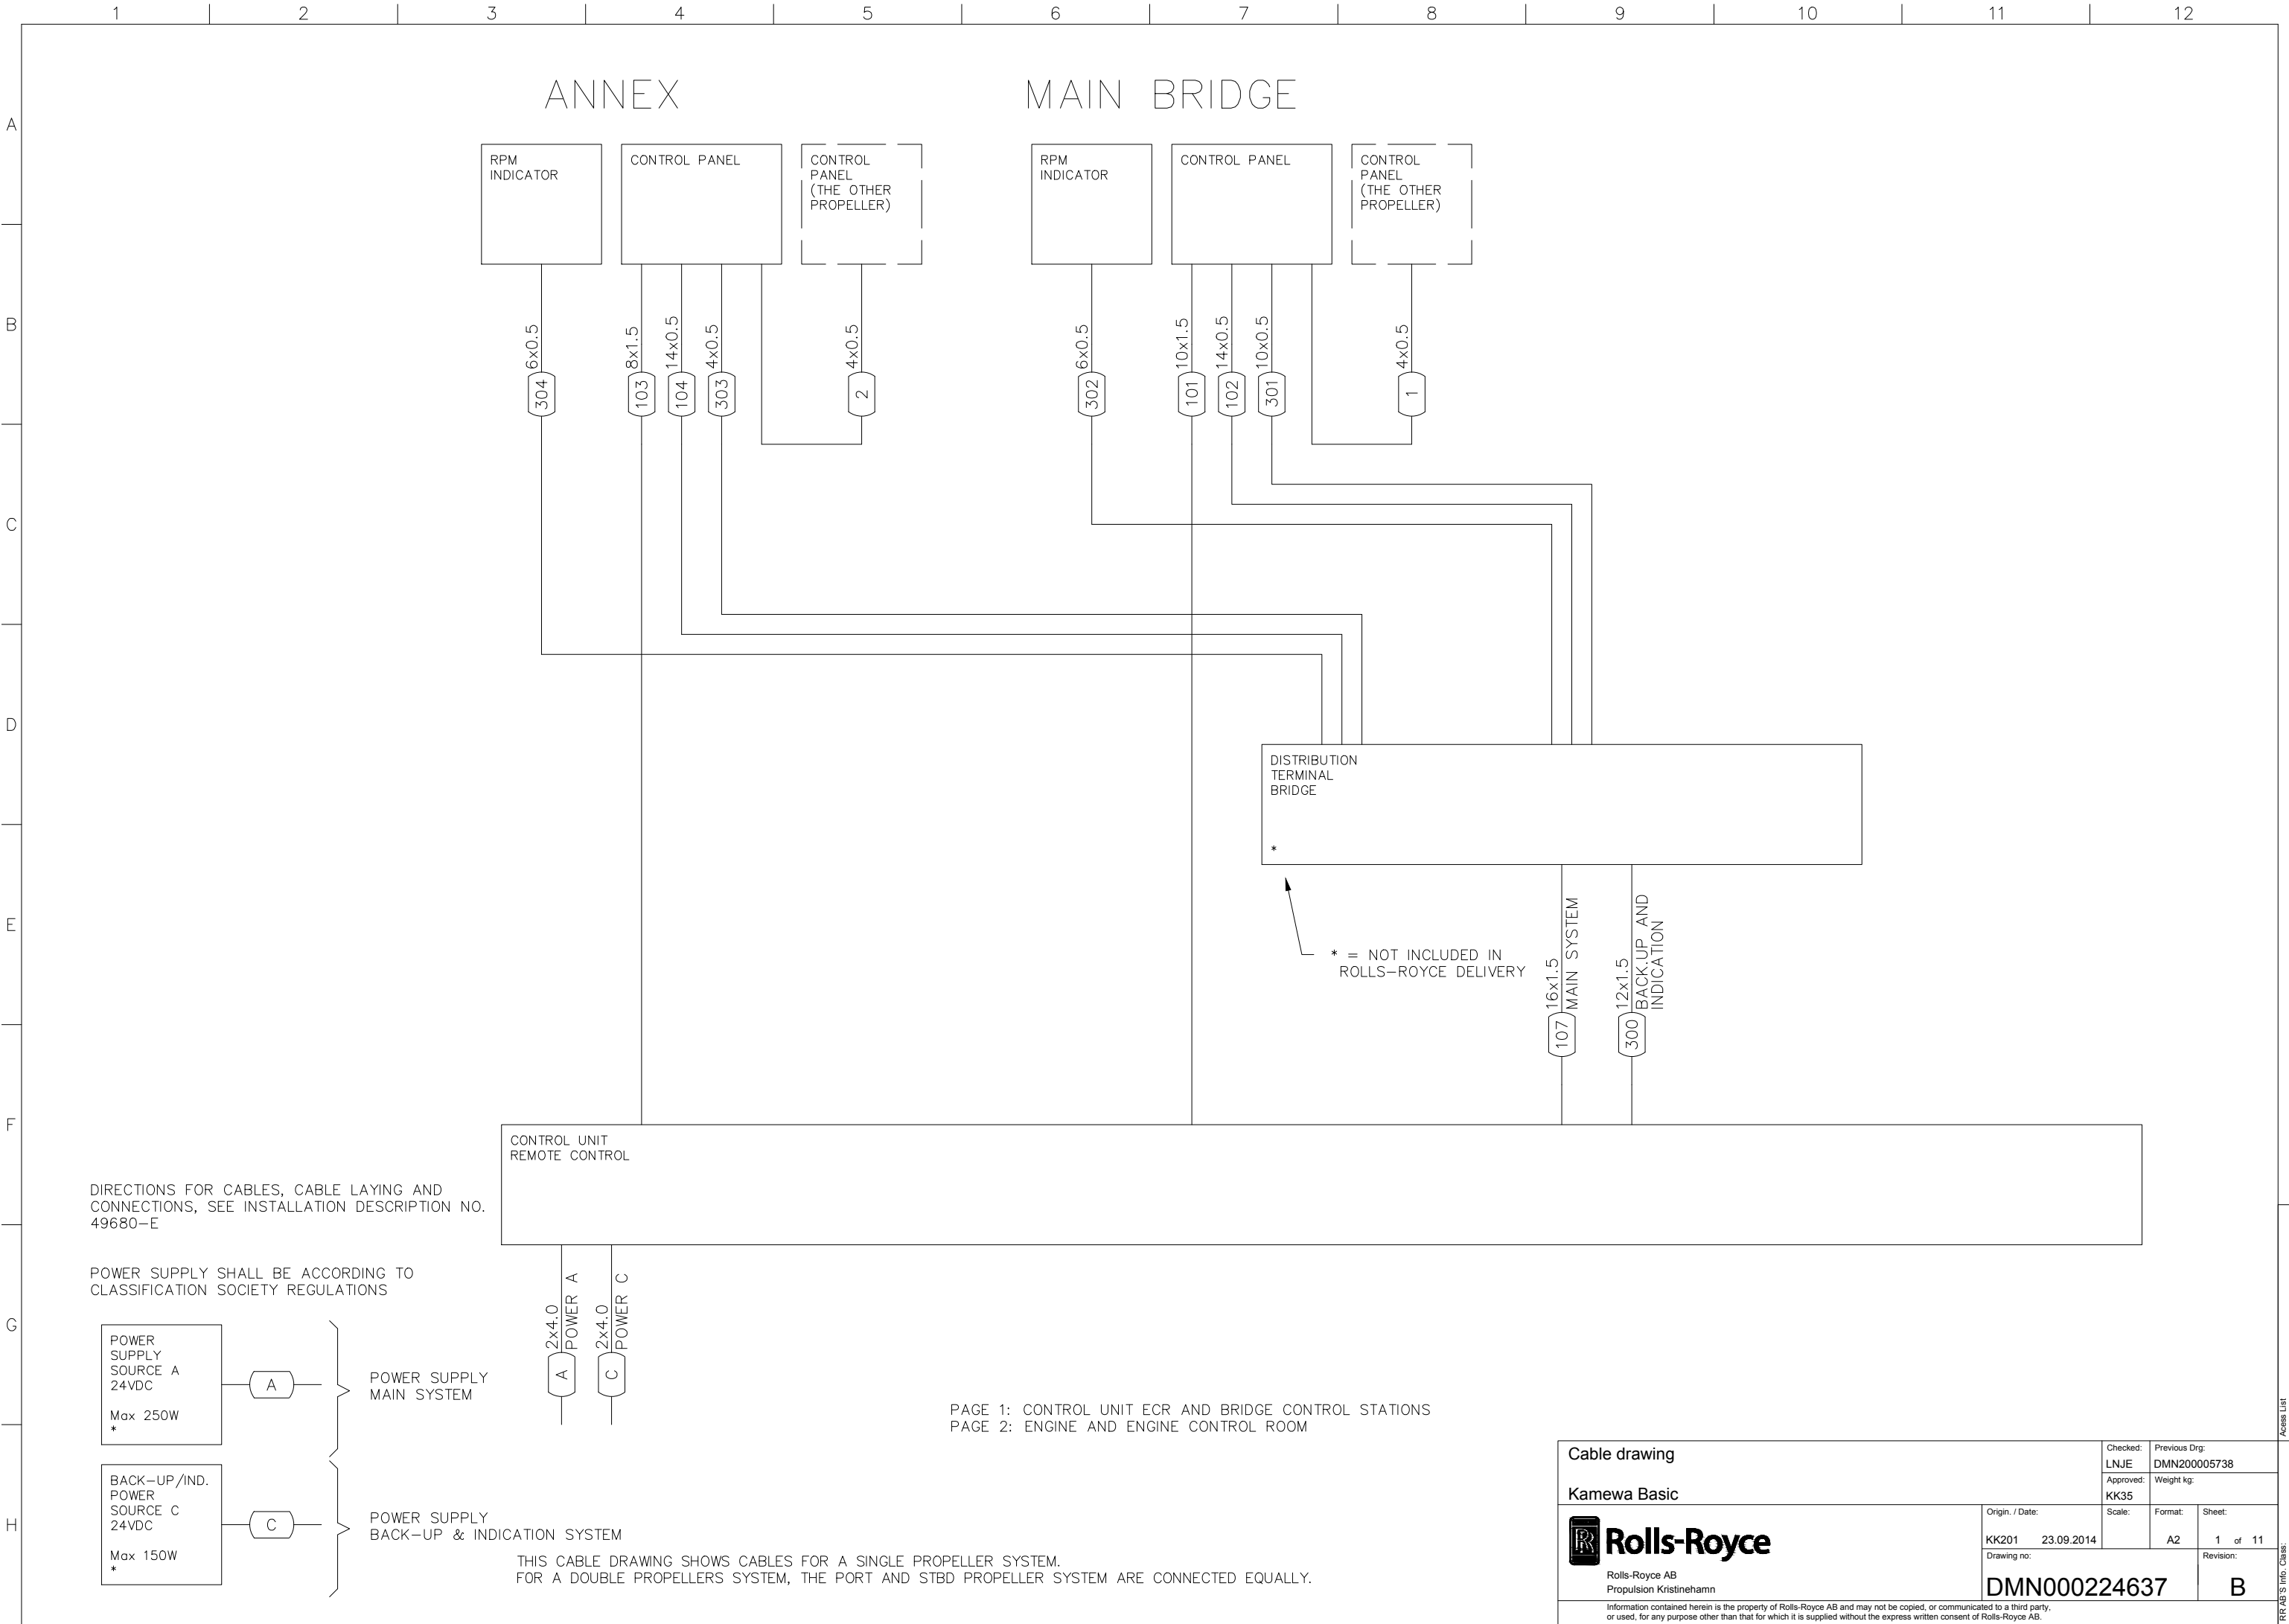 1 2 3 4 5 6 7 8 9 10 11 12
A
B
C
D
E
F
G
H
ANNEX
MAIN BRIDGE
RPM
INDICATOR
CONTROL PANEL
CONTROL
PANEL
(THE OTHER
PROPELLER)
RPM
INDICATOR
CONTROL PANEL
CONTROL
PANEL
(THE OTHER
PROPELLER)
6x0.5
304
8x1.5
103
14x0.5
104
4x0.5
303
4x0.5
2
6x0.5
302
10x1.5
101
14x0.5
102
10x0.5
301
4x0.5
1
DISTRIBUTION
TERMINAL
BRIDGE
*
* = NOT INCLUDED IN
ROLLS-ROYCE DELIVERY
16x1.5
MAIN SYSTEM
107
12x1.5
BACK.UP AND
INDICATION
300
CONTROL UNIT
REMOTE CONTROL
DIRECTIONS FOR CABLES, CABLE LAYING AND
CONNECTIONS, SEE INSTALLATION DESCRIPTION NO.
49680-E
POWER SUPPLY SHALL BE ACCORDING TO
CLASSIFICATION SOCIETY REGULATIONS
2x4.0
POWER A
A
2x4.0
POWER C
C
POWER
SUPPLY
SOURCE A
24VDC
Max 250W
*
A
POWER SUPPLY
MAIN SYSTEM
BACK-UP/IND.
POWER
SOURCE C
24VDC
Max 150W
*
C
POWER SUPPLY
BACK-UP & INDICATION SYSTEM
PAGE 1: CONTROL UNIT ECR AND BRIDGE CONTROL STATIONS
PAGE 2: ENGINE AND ENGINE CONTROL ROOM
THIS CABLE DRAWING SHOWS CABLES FOR A SINGLE PROPELLER SYSTEM.
FOR A DOUBLE PROPELLERS SYSTEM, THE PORT AND STBD PROPELLER SYSTEM ARE CONNECTED EQUALLY.
Cable drawing
Kamewa Basic
Checked:
LNJE
Previous Drg:
DMN200005738
Approved:
KK35
Weight kg:
RR
Rolls-Royce
Rolls-Royce AB
Propulsion Kristinehamn
Origin. / Date:
KK201 23.09.2014
Scale:
Format:
A2
Sheet:
1 of 11
Drawing no:
DMN000224637
Revision:
B
Information contained herein is the property of Rolls-Royce AB and may not be copied, or communicated to a third party,
or used, for any purpose other than that for which it is supplied without the express written consent of Rolls-Royce AB.
Access List
RR AB'S Info. Class: